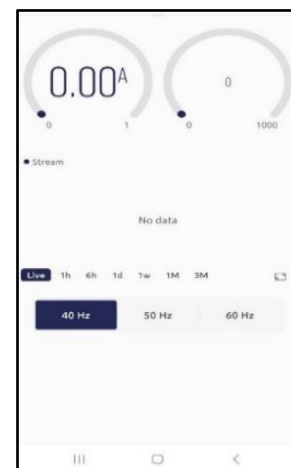 0.00A 0
0 1 0 1000
Stream
No data
Live 1h 6h 1d 1w 1M 3M
40 Hz 50 Hz 60 Hz